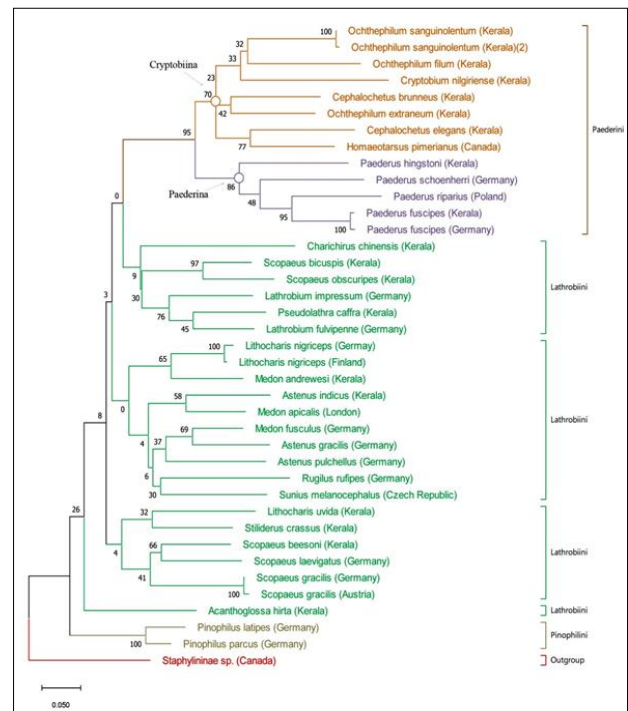 Ochthephilum sanguinolentum (Kerala)
Ochthephilum sanguinolentum (Kerala)(2)
Ochthephilum filum (Kerala)
Cryptobium nilgiriense (Kerala)
Cephalochetus brunneus (Kerala)
Ochthephilum extraneum (Kerala)
Cephalochetus elegans (Kerala)
Homaeotarsus pimerianus (Canada)
Paederus hingstoni (Kerala)
Paederus schoenherri (Germany)
Paederus riparius (Poland)
Paederus fuscipes (Kerala)
Paederus fuscipes (Germany)
Charichirus chinensis (Kerala)
Scopaeus bicuspis (Kerala)
Scopaeus obscuripes (Kerala)
Lathrobium impressum (Germany)
Pseudolathra caffra (Kerala)
Lathrobium fulvipenne (Germany)
Lithocharis nigriceps (Germay)
Lithocharis nigriceps (Finland)
Medon andrewesi (Kerala)
Astenus indicus (Kerala)
Medon apicalis (London)
Medon fusculus (Germany)
Astenus gracilis (Germany)
Astenus pulchellus (Germany)
Rugilus rufipes (Germany)
Sunius melanocephalus (Czech Republic)
Lithocharis uvida (Kerala)
Stiliderus crassus (Kerala)
Scopaeus beesoni (Kerala)
Scopaeus laevigatus (Germany)
Scopaeus gracilis (Germany)
Scopaeus gracilis (Austria)
Acanthoglossa hirta (Kerala)
Pinophilus latipes (Germany)
Pinophilus parcus (Germany)
Staphylininae sp. (Canada)
Cryptobiina
Paederina
Paederini
Lathrobiini
Lathrobiini
Lathrobiini
Lathrobiini
Pinophilini
Outgroup
100
32
33
23
70
42
77
95
86
48
95
100
0
97
9
30
76
45
3
100
65
0
58
4
69
37
6
30
8
32
4
66
41
100
26
100
0.050